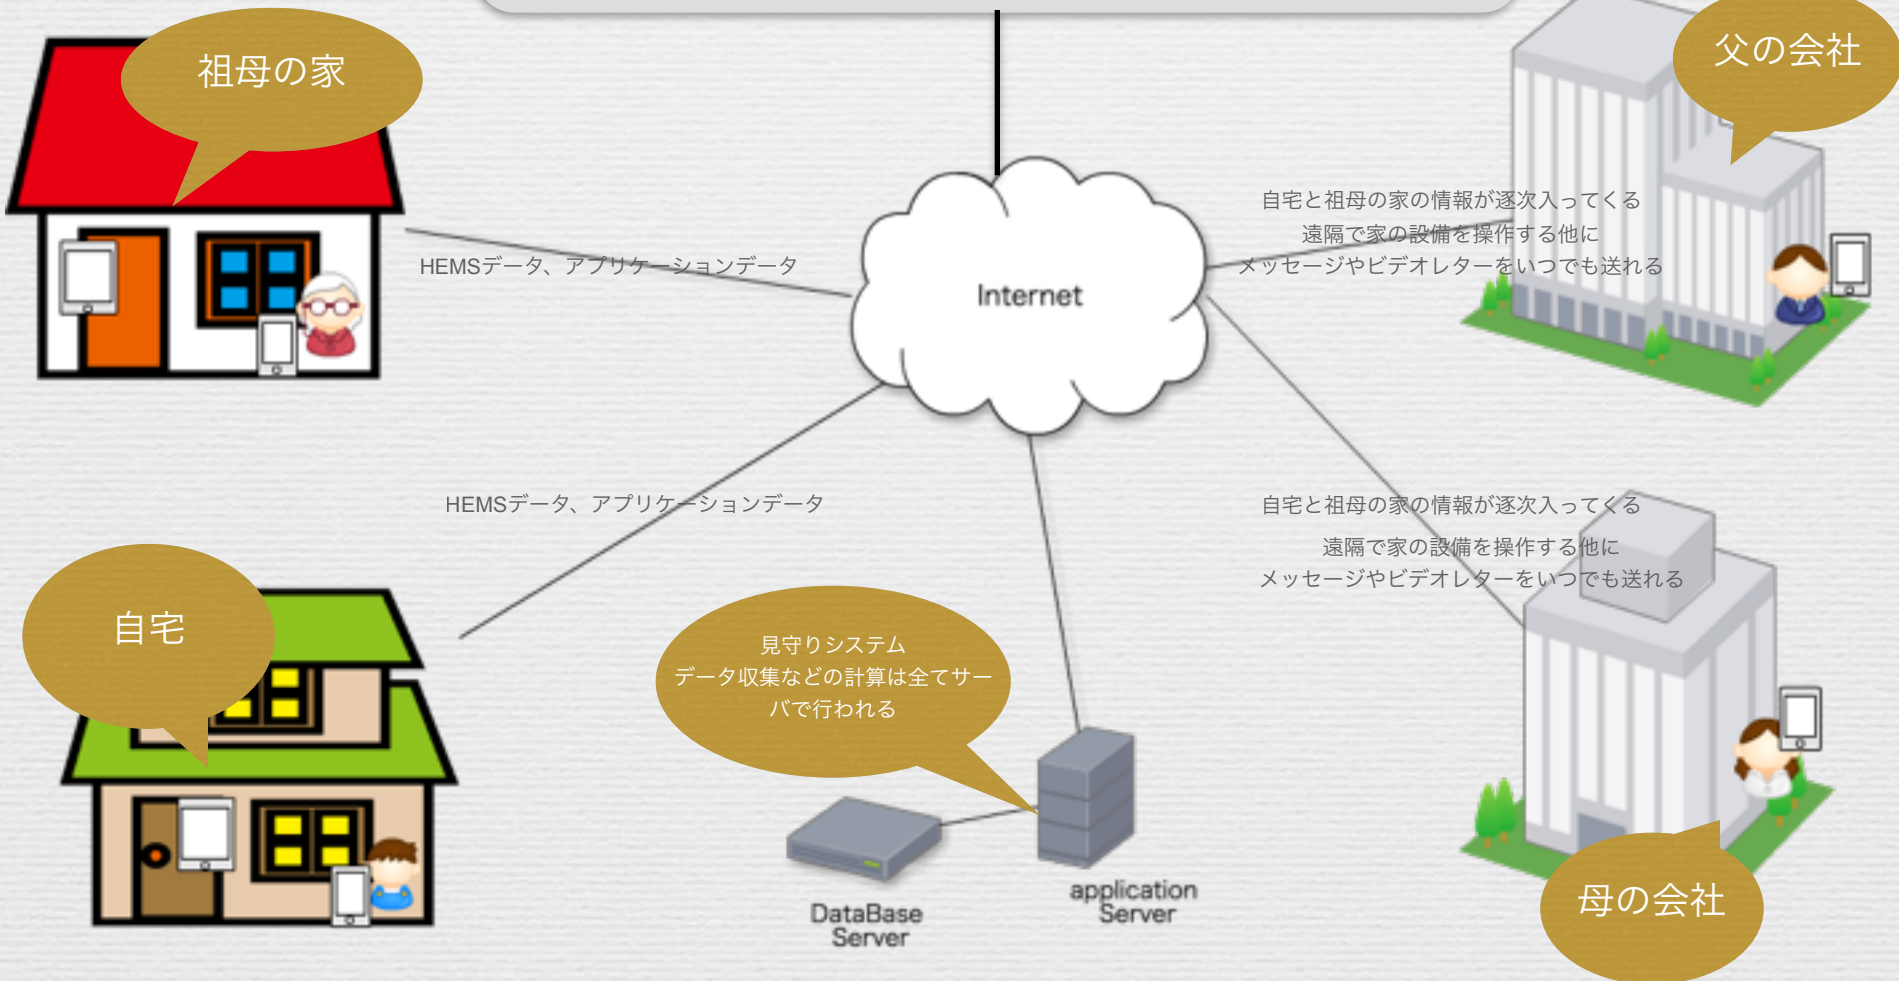 祖母の家
父の会社
自宅と祖母の家の情報が逐次入ってくる
遠隔で家の設備を操作する他に
メッセージやビデオレターをいつでも送れる
HEMSデータ、アプリケーションデータ
Internet
HEMSデータ、アプリケーションデータ
自宅と祖母の家の情報が逐次入ってくる
遠隔で家の設備を操作する他に
メッセージやビデオレターをいつでも送れる
自宅
見守りシステム
データ収集などの計算は全てサー
バで行われる
application
Server
DataBase
Server
母の会社